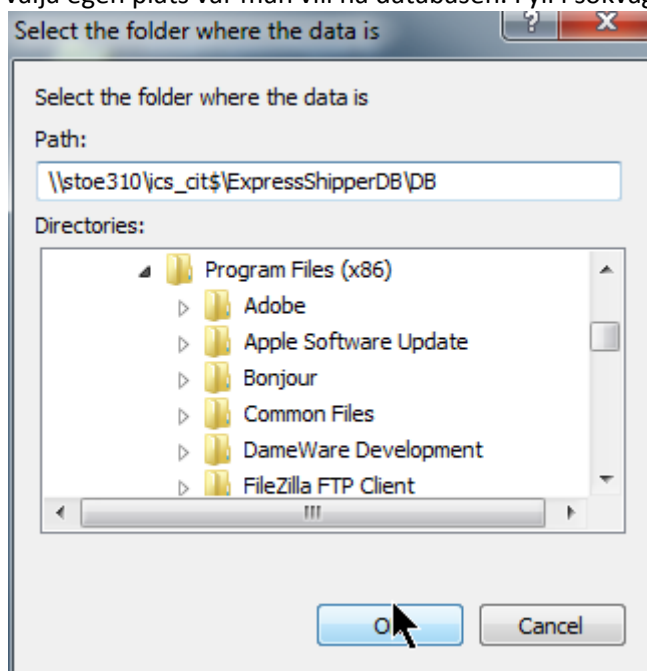 välja egen plats var man vill ha databasen. Fyll i sökväg
Select the folder where the data is
Select the folder where the data is
Path:
\\stoe310\ics_cit$\ExpressShipperDB\DB
Directories:
Program Files (x86)
Adobe
Apple Software Update
Bonjour
Common Files
DameWare Development
FileZilla FTP Client
Cancel